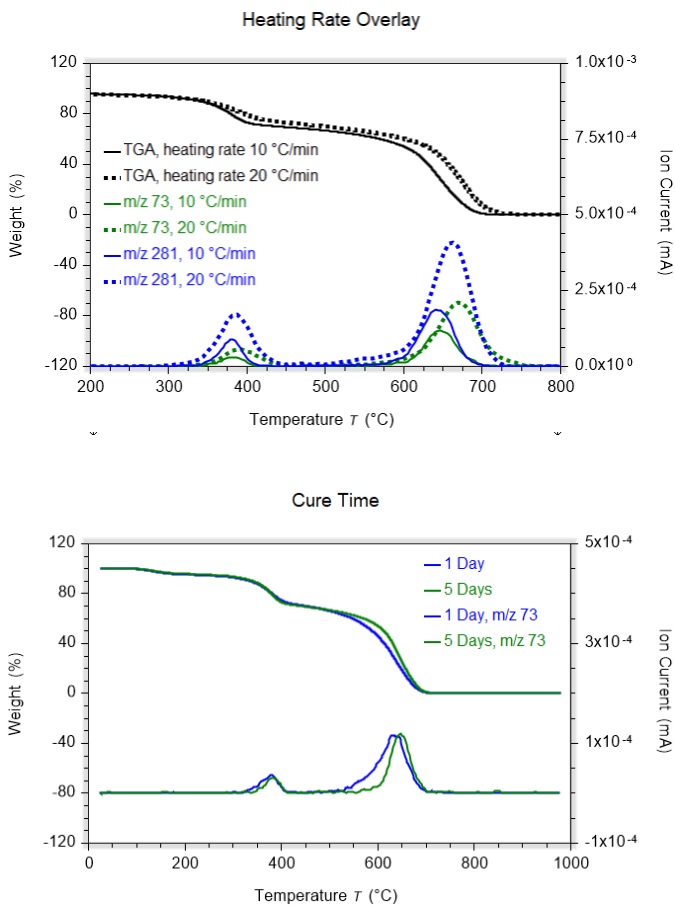 Heating Rate Overlay
120
80
40
0
-40
-80
-120
Weight (%)
TGA, heating rate 10 °C/min
TGA, heating rate 20 °C/min
m/z 73, 10 °C/min
m/z 73, 20 °C/min
m/z 281, 10 °C/min
m/z 281, 20 °C/min
1.0x10⁻³
7.5x10⁻⁴
5.0x10⁻⁴
2.5x10⁻⁴
0.0x10⁰
Ion Current (mA)
200 300 400 500 600 700 800
Temperature T (°C)
Cure Time
120
80
40
0
-40
-80
-120
Weight (%)
1 Day
5 Days
1 Day, m/z 73
5 Days, m/z 73
5x10⁻⁴
3x10⁻⁴
1x10⁻⁴
-1x10⁻⁴
Ion Current (mA)
0 200 400 600 800 1000
Temperature T (°C)